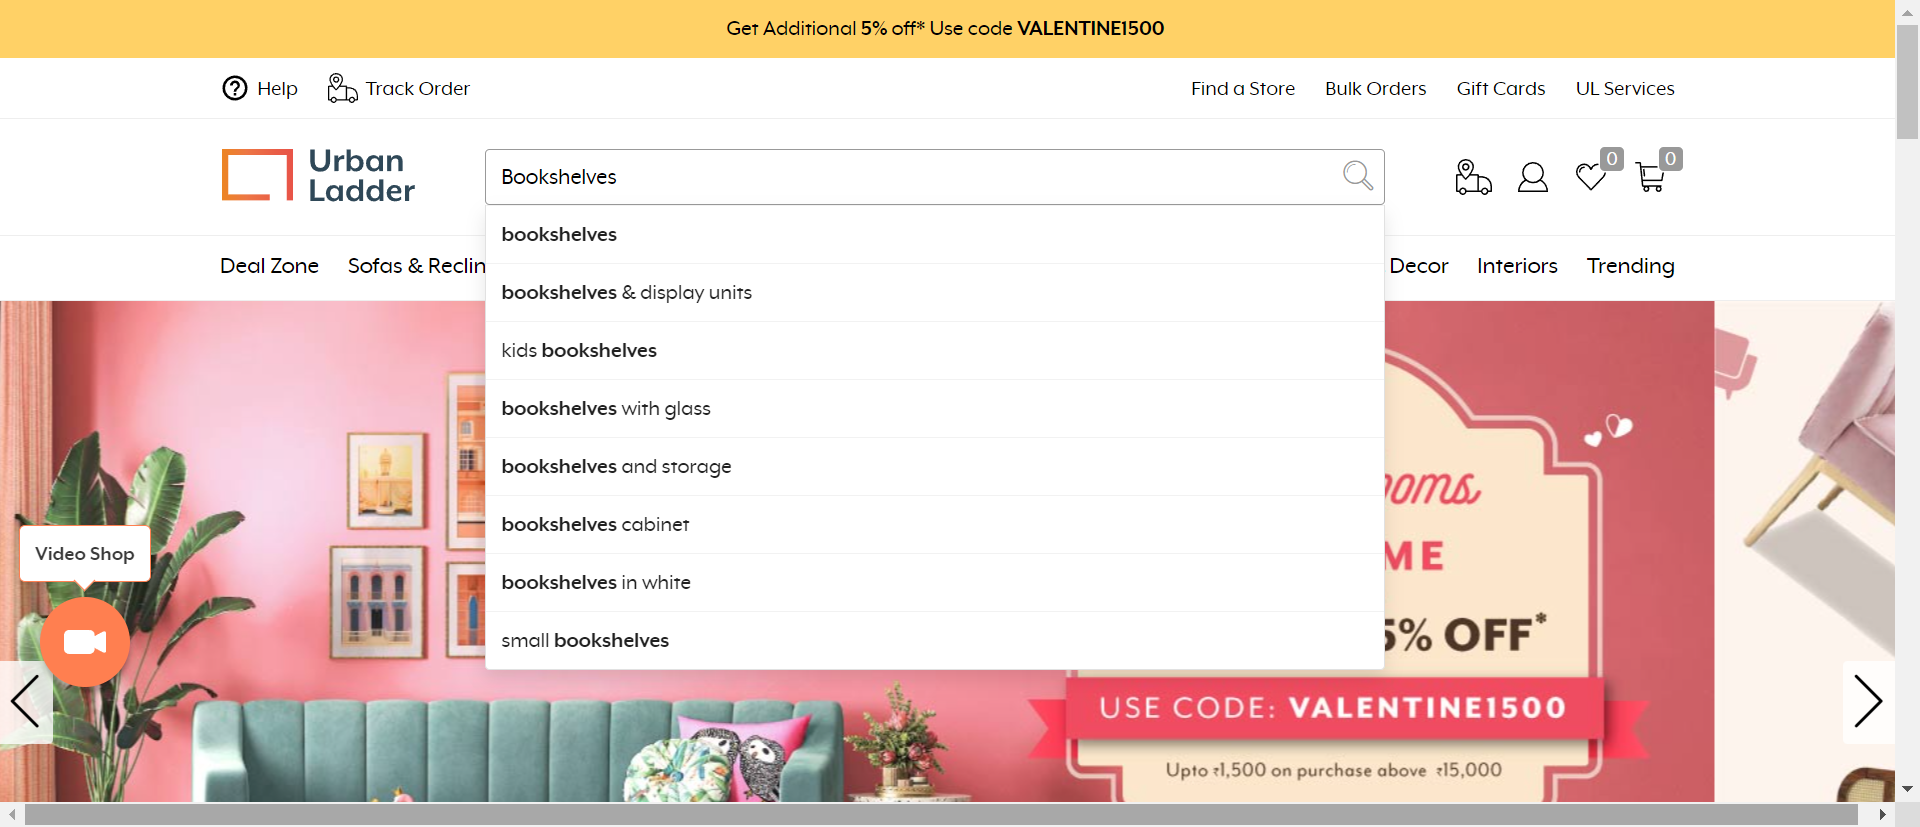 Get Additional 5% off* Use code VALENTINE1500
Help
Track Order
Find a Store
Bulk Orders
Gift Cards
UL Services
Urban
Ladder
Bookshelves
0
0
Deal Zone
Sofas & Reclin
Decor
Interiors
Trending
bookshelves
bookshelves & display units
kids bookshelves
bookshelves with glass
bookshelves and storage
bookshelves cabinet
bookshelves in white
small bookshelves
Video Shop
ooms
ME
5% OFF*
USE CODE: VALENTINE1500
Upto ₹1,500 on purchase above ₹15,000